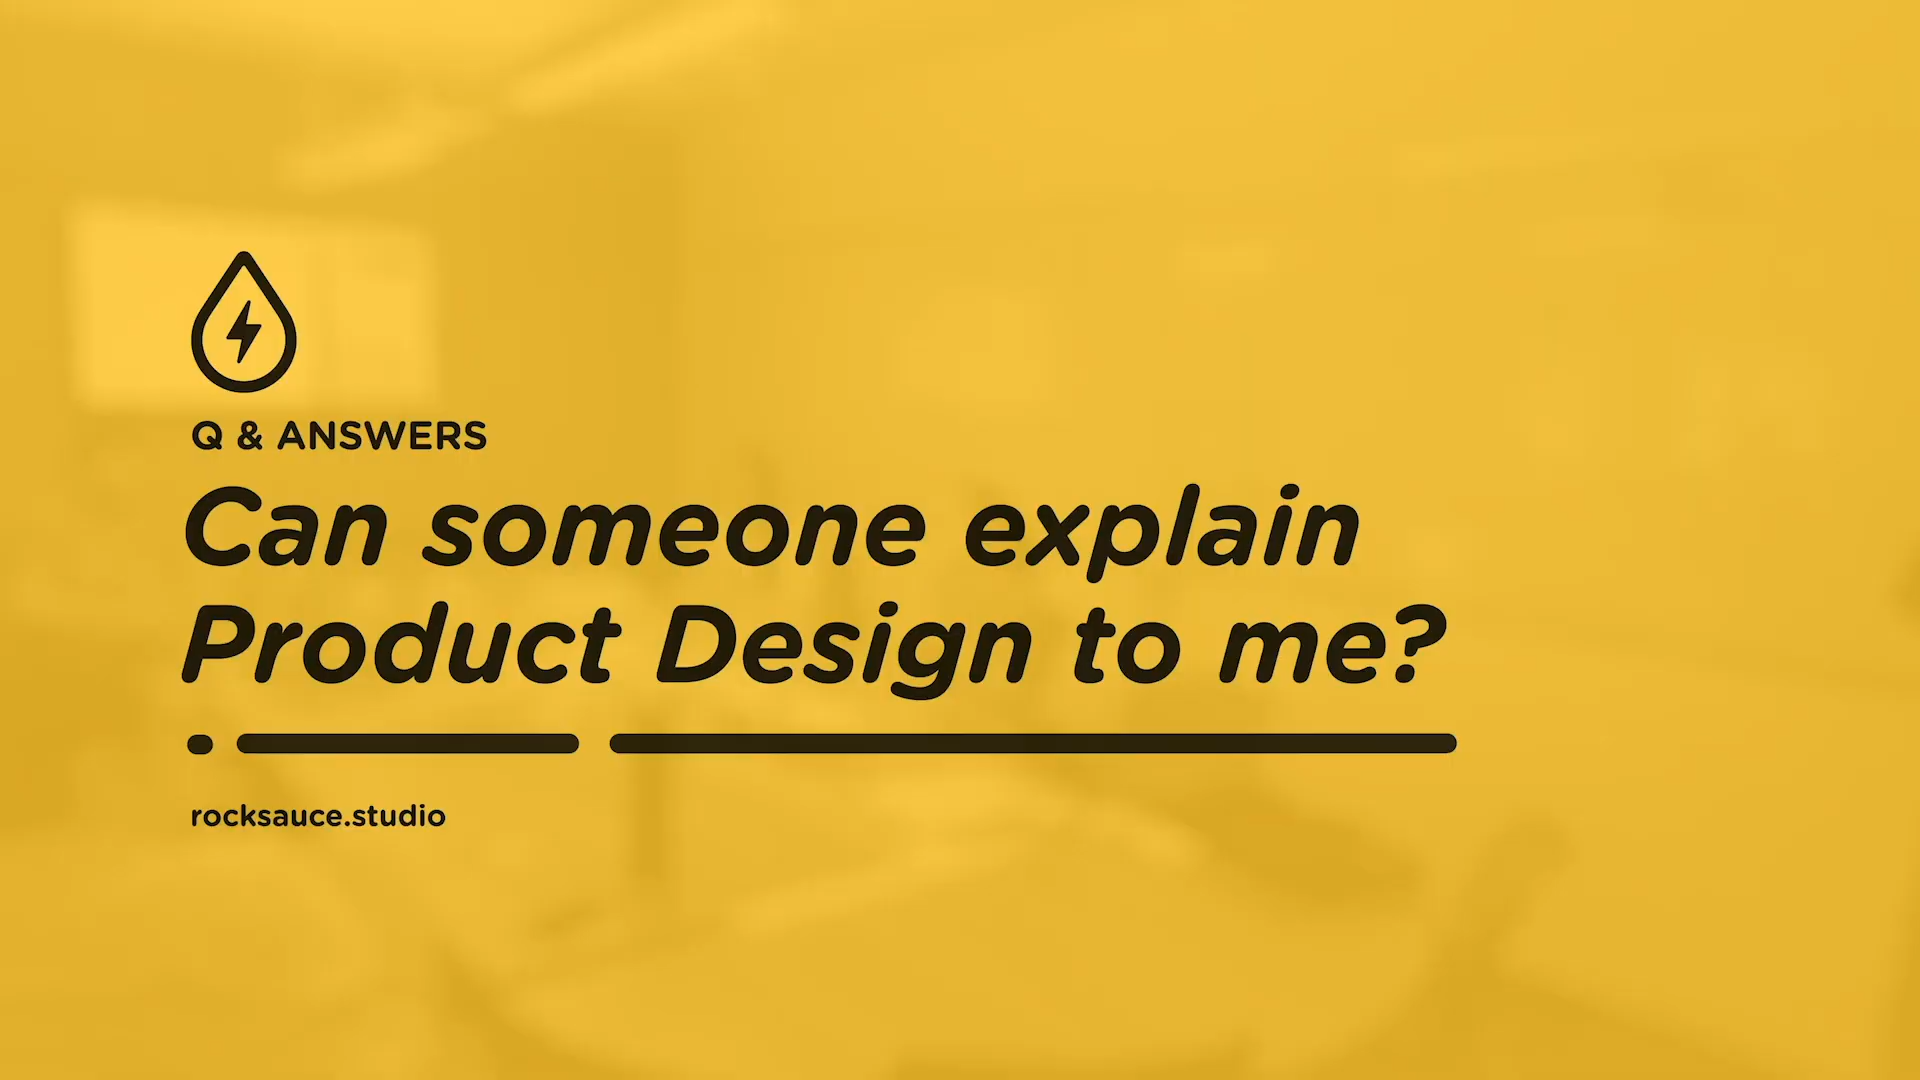 Q & ANSWERS
Can someone explain
Product Design to me?
rocksauce.studio